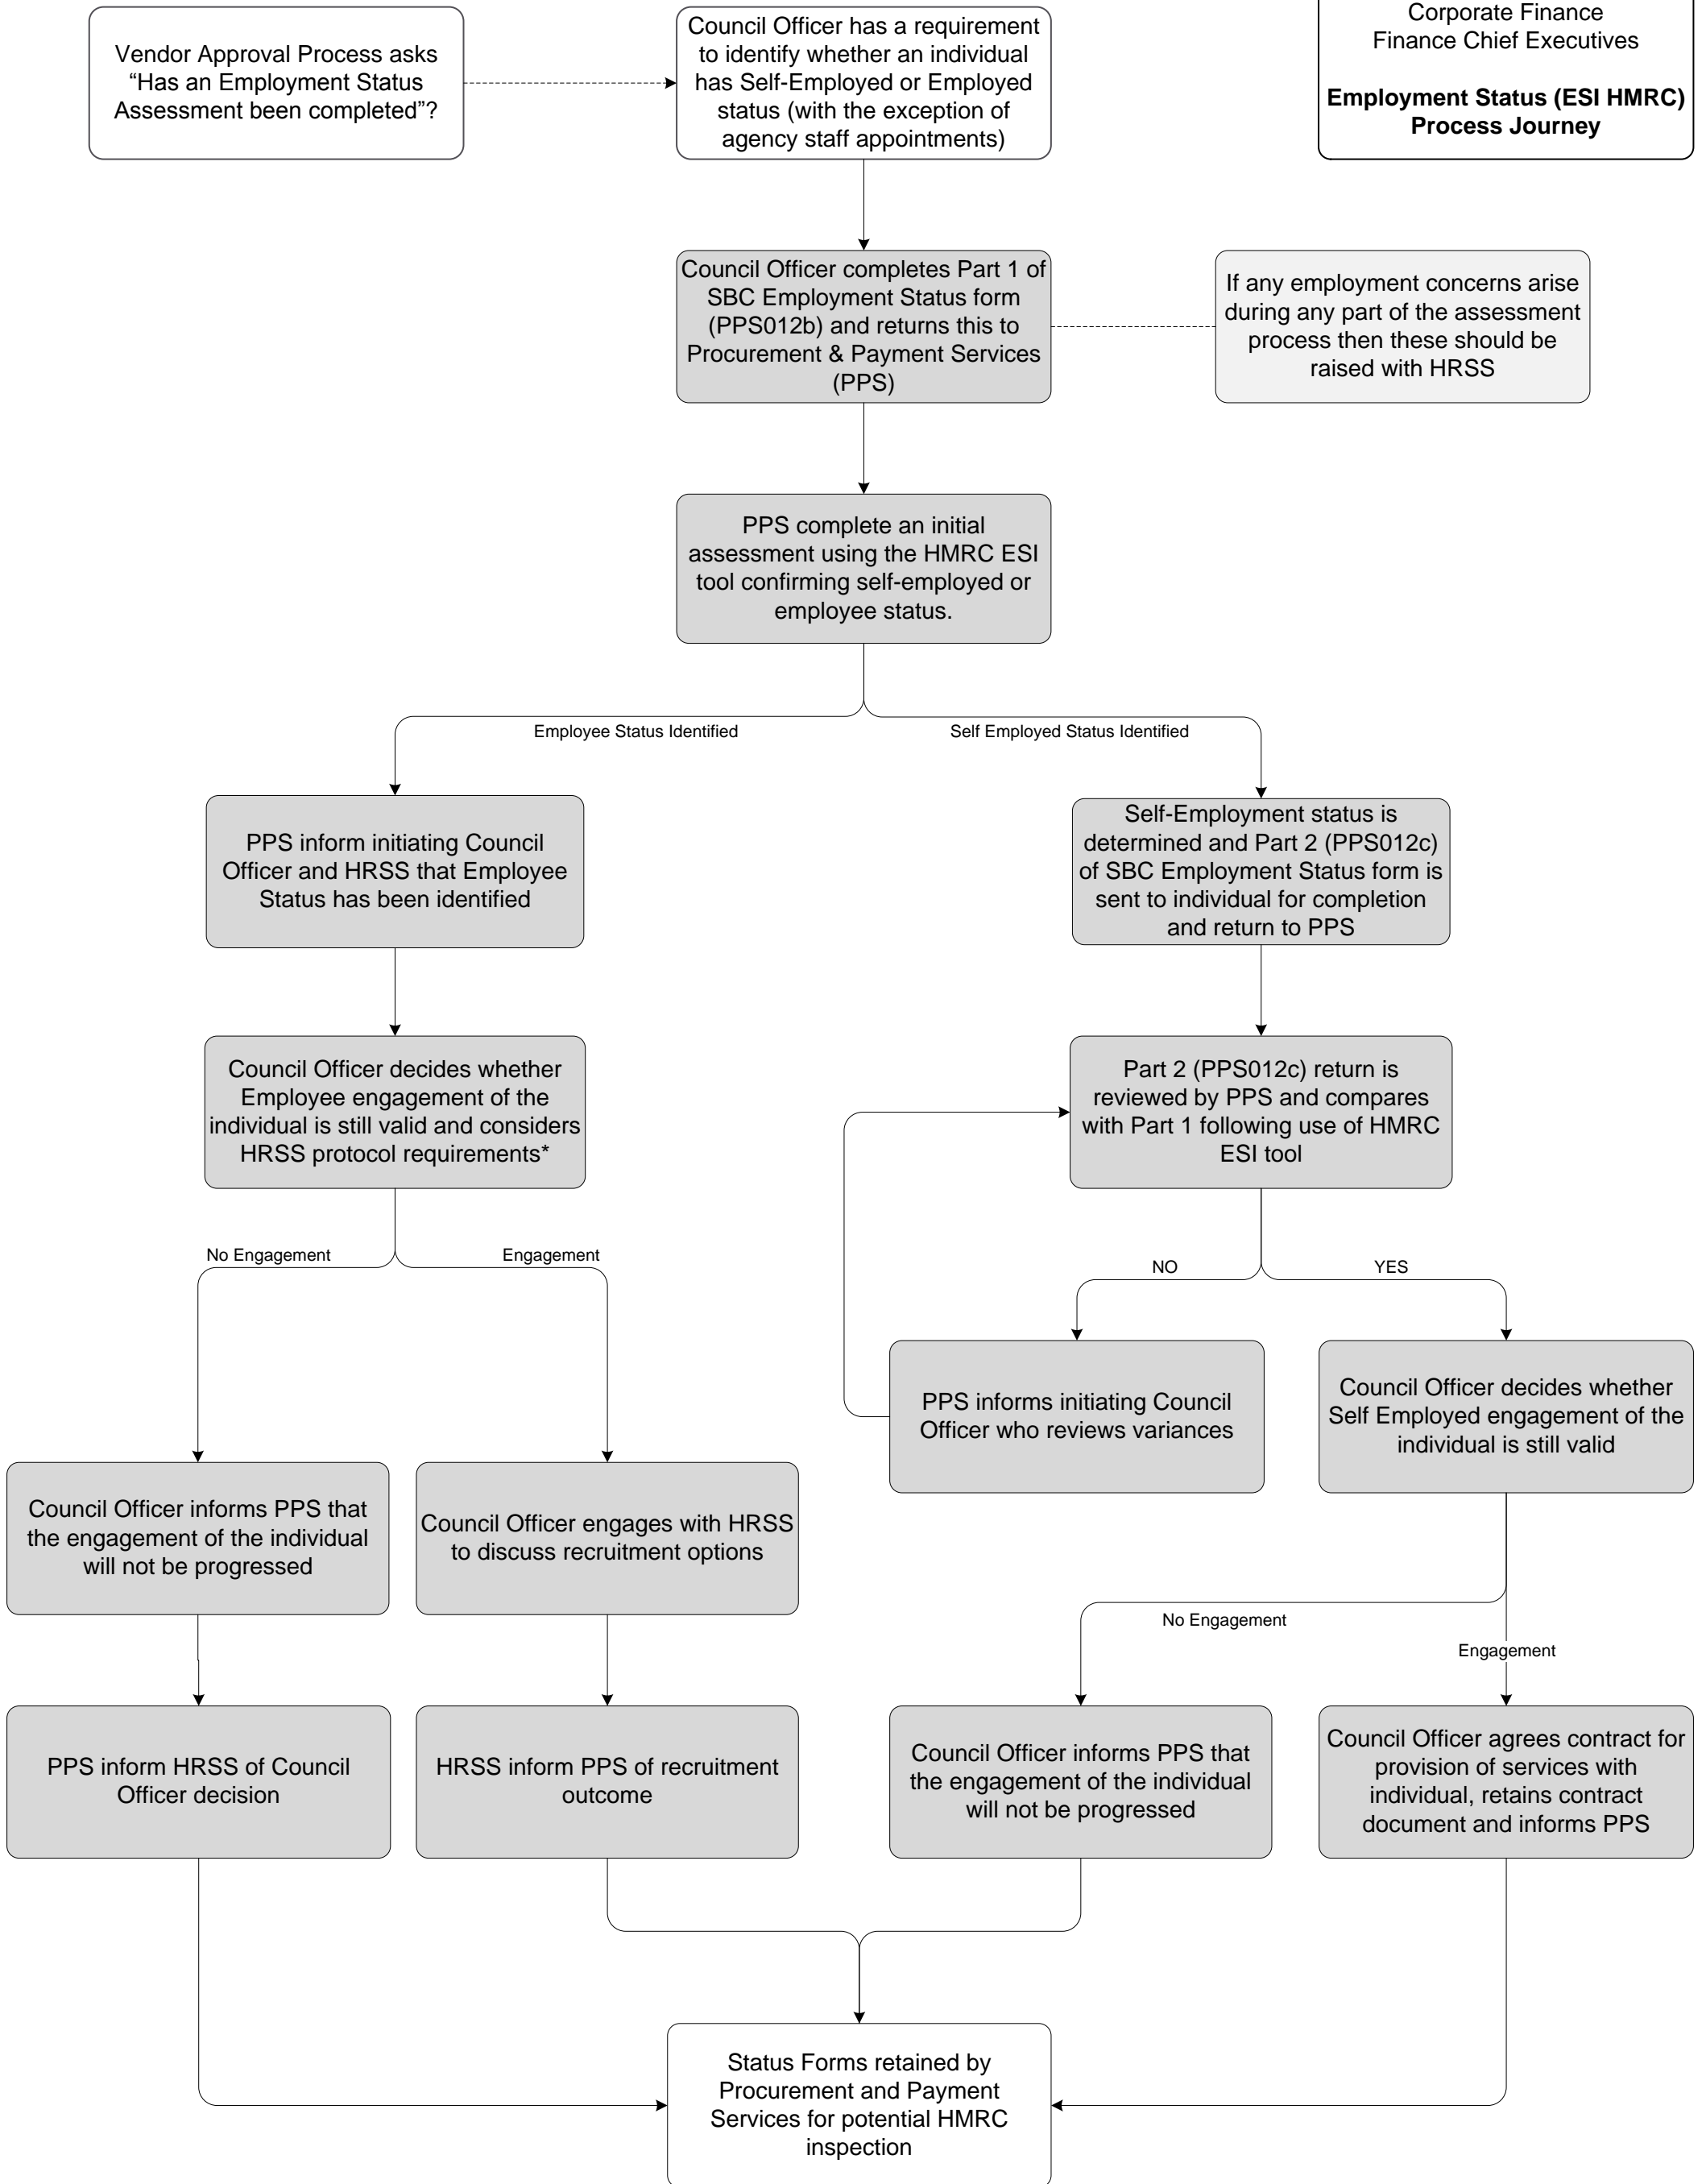 Vendor Approval Process asks
“Has an Employment Status
Assessment been completed”?
Council Officer has a requirement
to identify whether an individual
has Self-Employed or Employed
status (with the exception of
agency staff appointments)
Corporate Finance
Finance Chief Executives
Employment Status (ESI HMRC)
Process Journey
Council Officer completes Part 1 of
SBC Employment Status form
(PPS012b) and returns this to
Procurement & Payment Services
(PPS)
If any employment concerns arise
during any part of the assessment
process then these should be
raised with HRSS
PPS complete an initial
assessment using the HMRC ESI
tool confirming self-employed or
employee status.
Employee Status Identified
Self Employed Status Identified
PPS inform initiating Council
Officer and HRSS that Employee
Status has been identified
Self-Employment status is
determined and Part 2 (PPS012c)
of SBC Employment Status form is
sent to individual for completion
and return to PPS
Council Officer decides whether
Employee engagement of the
individual is still valid and considers
HRSS protocol requirements*
Part 2 (PPS012c) return is
reviewed by PPS and compares
with Part 1 following use of HMRC
ESI tool
No Engagement
Engagement
NO
YES
PPS informs initiating Council
Officer who reviews variances
Council Officer decides whether
Self Employed engagement of the
individual is still valid
Council Officer informs PPS that
the engagement of the individual
will not be progressed
Council Officer engages with HRSS
to discuss recruitment options
No Engagement
Engagement
PPS inform HRSS of Council
Officer decision
HRSS inform PPS of recruitment
outcome
Council Officer informs PPS that
the engagement of the individual
will not be progressed
Council Officer agrees contract for
provision of services with
individual, retains contract
document and informs PPS
Status Forms retained by
Procurement and Payment
Services for potential HMRC
inspection